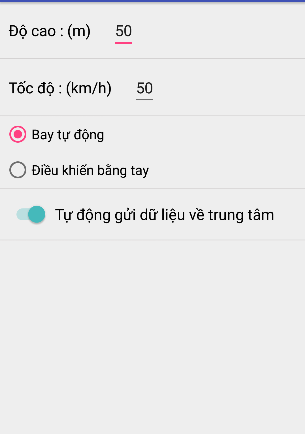 Độ cao : (m) 50
Tốc độ : (km/h) 50
Bay tự động
Điều khiển bằng tay
Tự động gửi dữ liệu về trung tâm